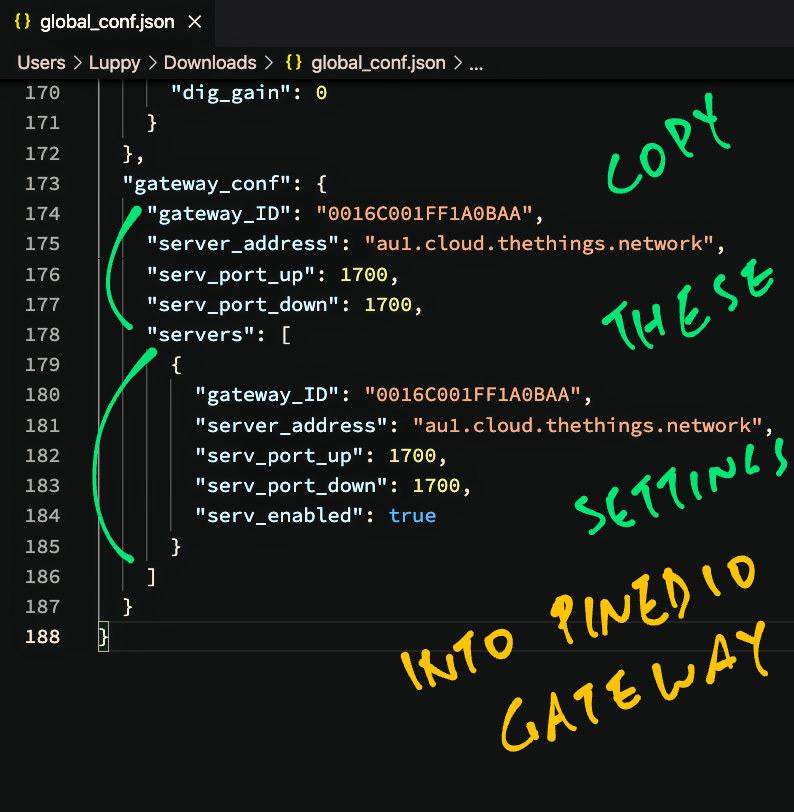 {} global_conf.json ×
Users > Luppy > Downloads > {} global_conf.json > ...
170 "dig_gain": 0
171 }
172 },
173 "gateway_conf": {
174 "gateway_ID": "0016C001FF1A0BAA",
175 "server_address": "au1.cloud.thethings.network",
176 "serv_port_up": 1700,
177 "serv_port_down": 1700,
178 "servers": [
179 {
180 "gateway_ID": "0016C001FF1A0BAA",
181 "server_address": "au1.cloud.thethings.network",
182 "serv_port_up": 1700,
183 "serv_port_down": 1700,
184 "serv_enabled": true
185 }
186 ]
187 }
188 }
COPY
THESE
SETTINGS
INTO PINEDIO
GATEWAY